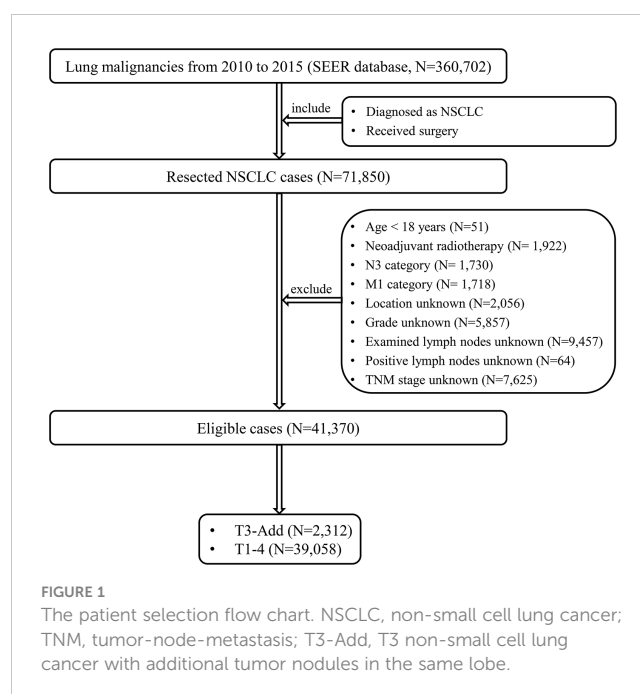 Lung malignancies from 2010 to 2015 (SEER database, N=360,702)
include
• Diagnosed as NSCLC
• Received surgery
Resected NSCLC cases (N=71,850)
exclude
• Age < 18 years (N=51)
• Neoadjuvant radiotherapy (N= 1,922)
• N3 category (N= 1,730)
• M1 category (N= 1,718)
• Location unknown (N=2,056)
• Grade unknown (N=5,857)
• Examined lymph nodes unknown (N=9,457)
• Positive lymph nodes unknown (N=64)
• TNM stage unknown (N=7,625)
Eligible cases (N=41,370)
• T3-Add (N=2,312)
• T1-4 (N=39,058)
FIGURE 1
The patient selection flow chart. NSCLC, non-small cell lung cancer;
TNM, tumor-node-metastasis; T3-Add, T3 non-small cell lung
cancer with additional tumor nodules in the same lobe.